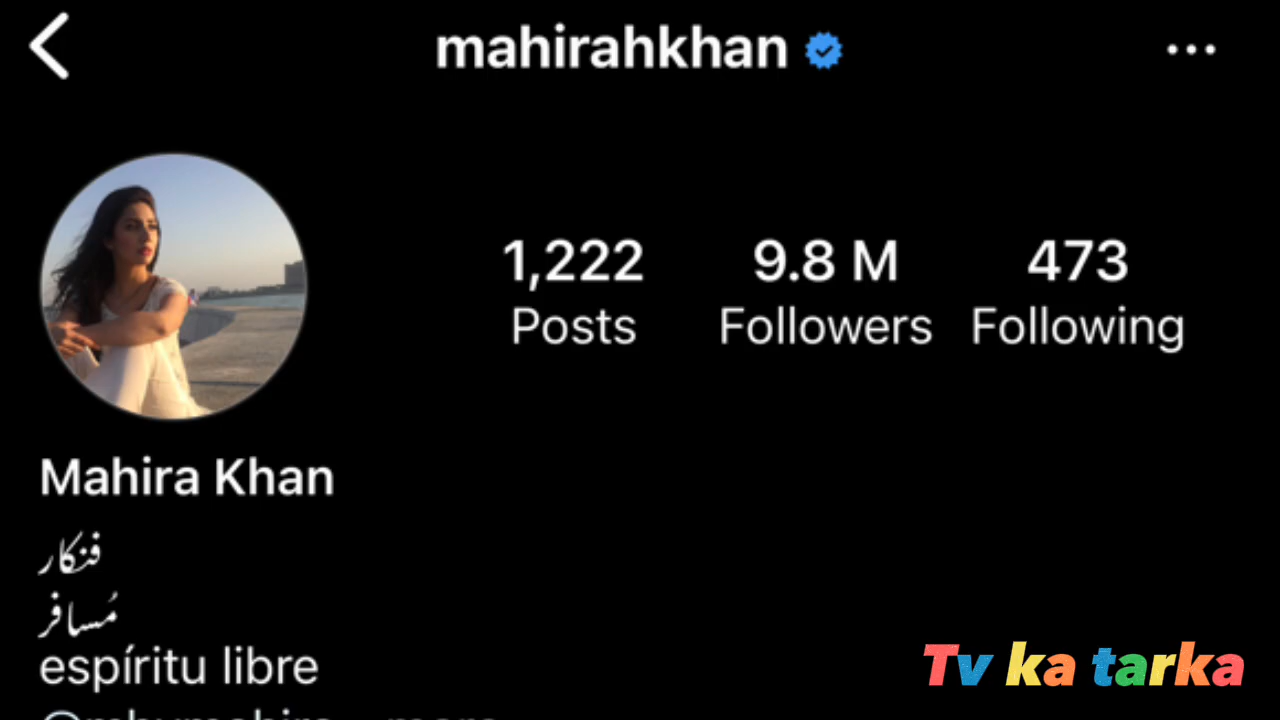 mahirahkhan
1,222 9.8 M 473
Posts Followers Following
Mahira Khan
فنکار
مُسافر
espíritu libre
Tv ka tarka